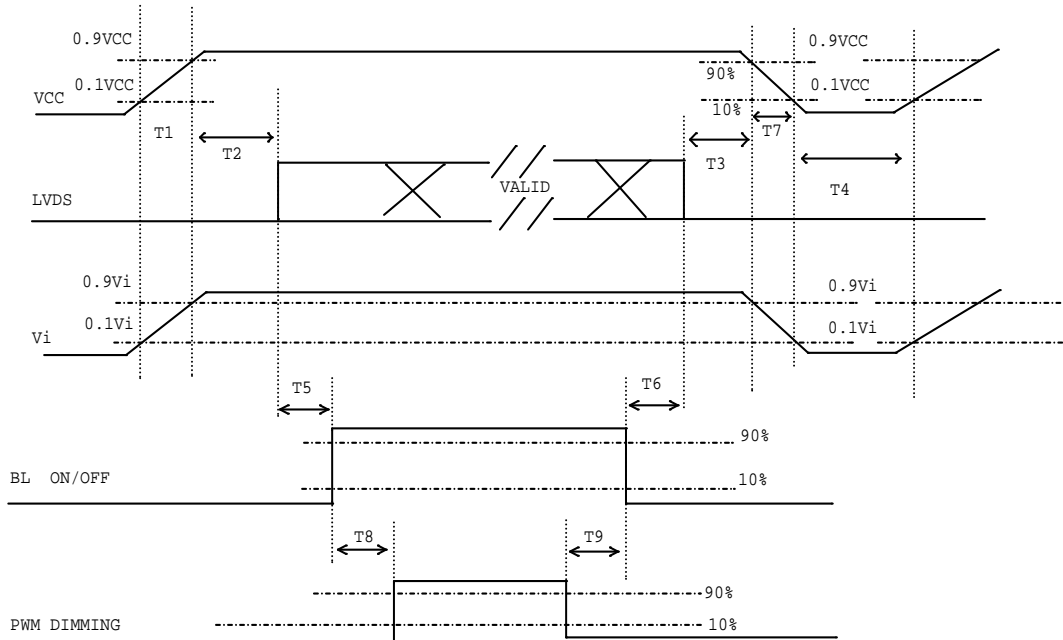 0.9VCC
0.9VCC
90%
0.1VCC
0.1VCC
VCC
10%
T1
T2
T3
T7
T4
VALID
LVDS
0.9Vi
0.9Vi
0.1Vi
0.1Vi
Vi
T5
T6
90%
BL ON/OFF
10%
T8
T9
90%
PWM DIMMING
10%